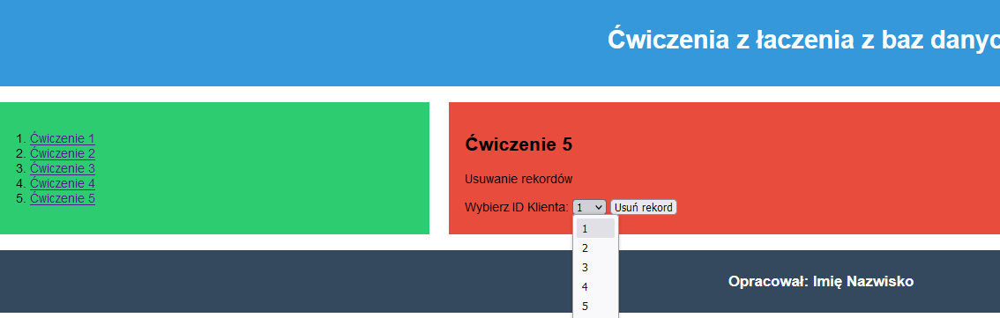 Ćwiczenia z łaczenia z baz danyc
1. Ćwiczenie 1
2. Ćwiczenie 2
3. Ćwiczenie 3
4. Ćwiczenie 4
5. Ćwiczenie 5
Ćwiczenie 5
Usuwanie rekordów
Wybierz ID Klienta: 1 Usuń rekord
1
2
3
4
5
Opracował: Imię Nazwisko